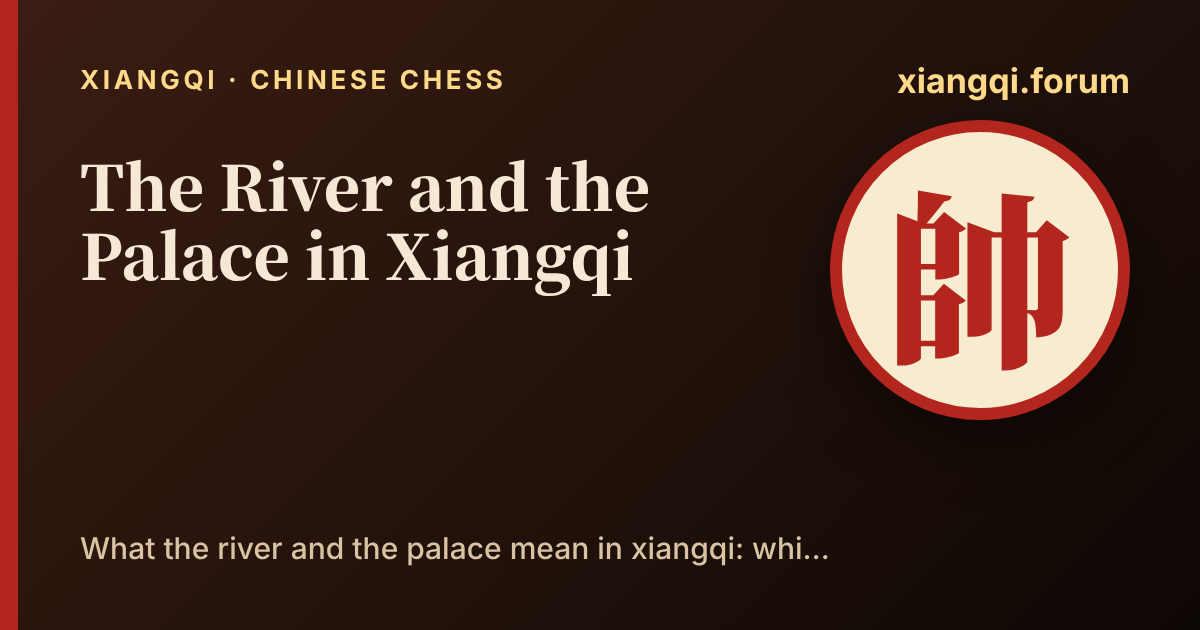 XIANGQI · CHINESE CHESS
xiangqi.forum
The River and the
Palace in Xiangqi
帥
What the river and the palace mean in xiangqi: whi...